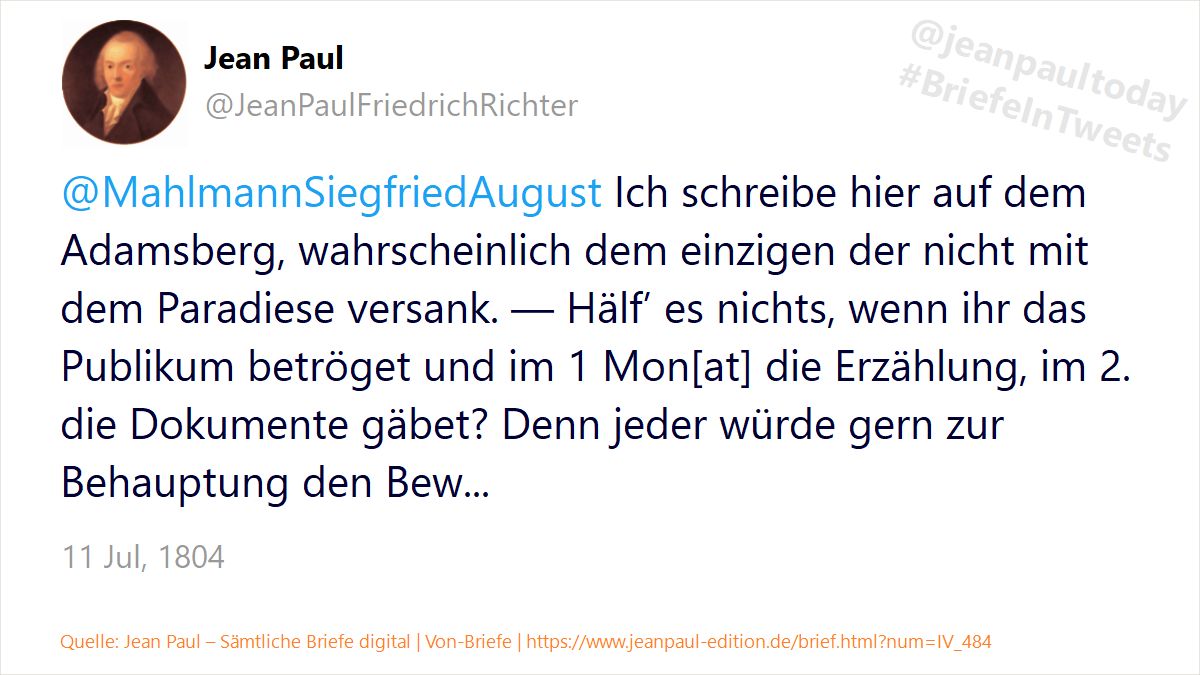 Jean Paul
@JeanPaulFriedrichRichter
@jeanpaultoday
#BriefeInTweets
@MahlmannSiegfriedAugust Ich schreibe hier auf dem
Adamsberg, wahrscheinlich dem einzigen der nicht mit
dem Paradiese versank. — Hälf’ es nichts, wenn ihr das
Publikum betröget und im 1 Mon[at] die Erzählung, im 2.
die Dokumente gäbet? Denn jeder würde gern zur
Behauptung den Bew...
11 Jul, 1804
Quelle: Jean Paul – Sämtliche Briefe digital | Von-Briefe | https://www.jeanpaul-edition.de/brief.html?num=IV_484